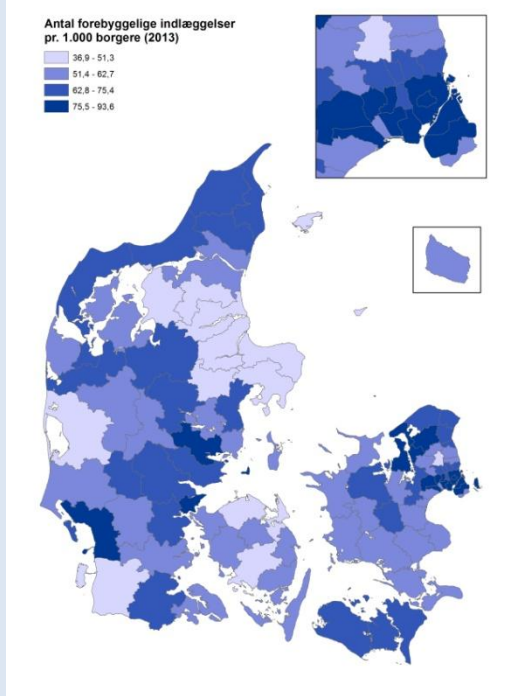 Antal forebyggelige indlæggelser
pr. 1.000 borgere (2013)
36,9 - 51,3
51,4 - 62,7
62,8 - 75,4
75,5 - 93,6